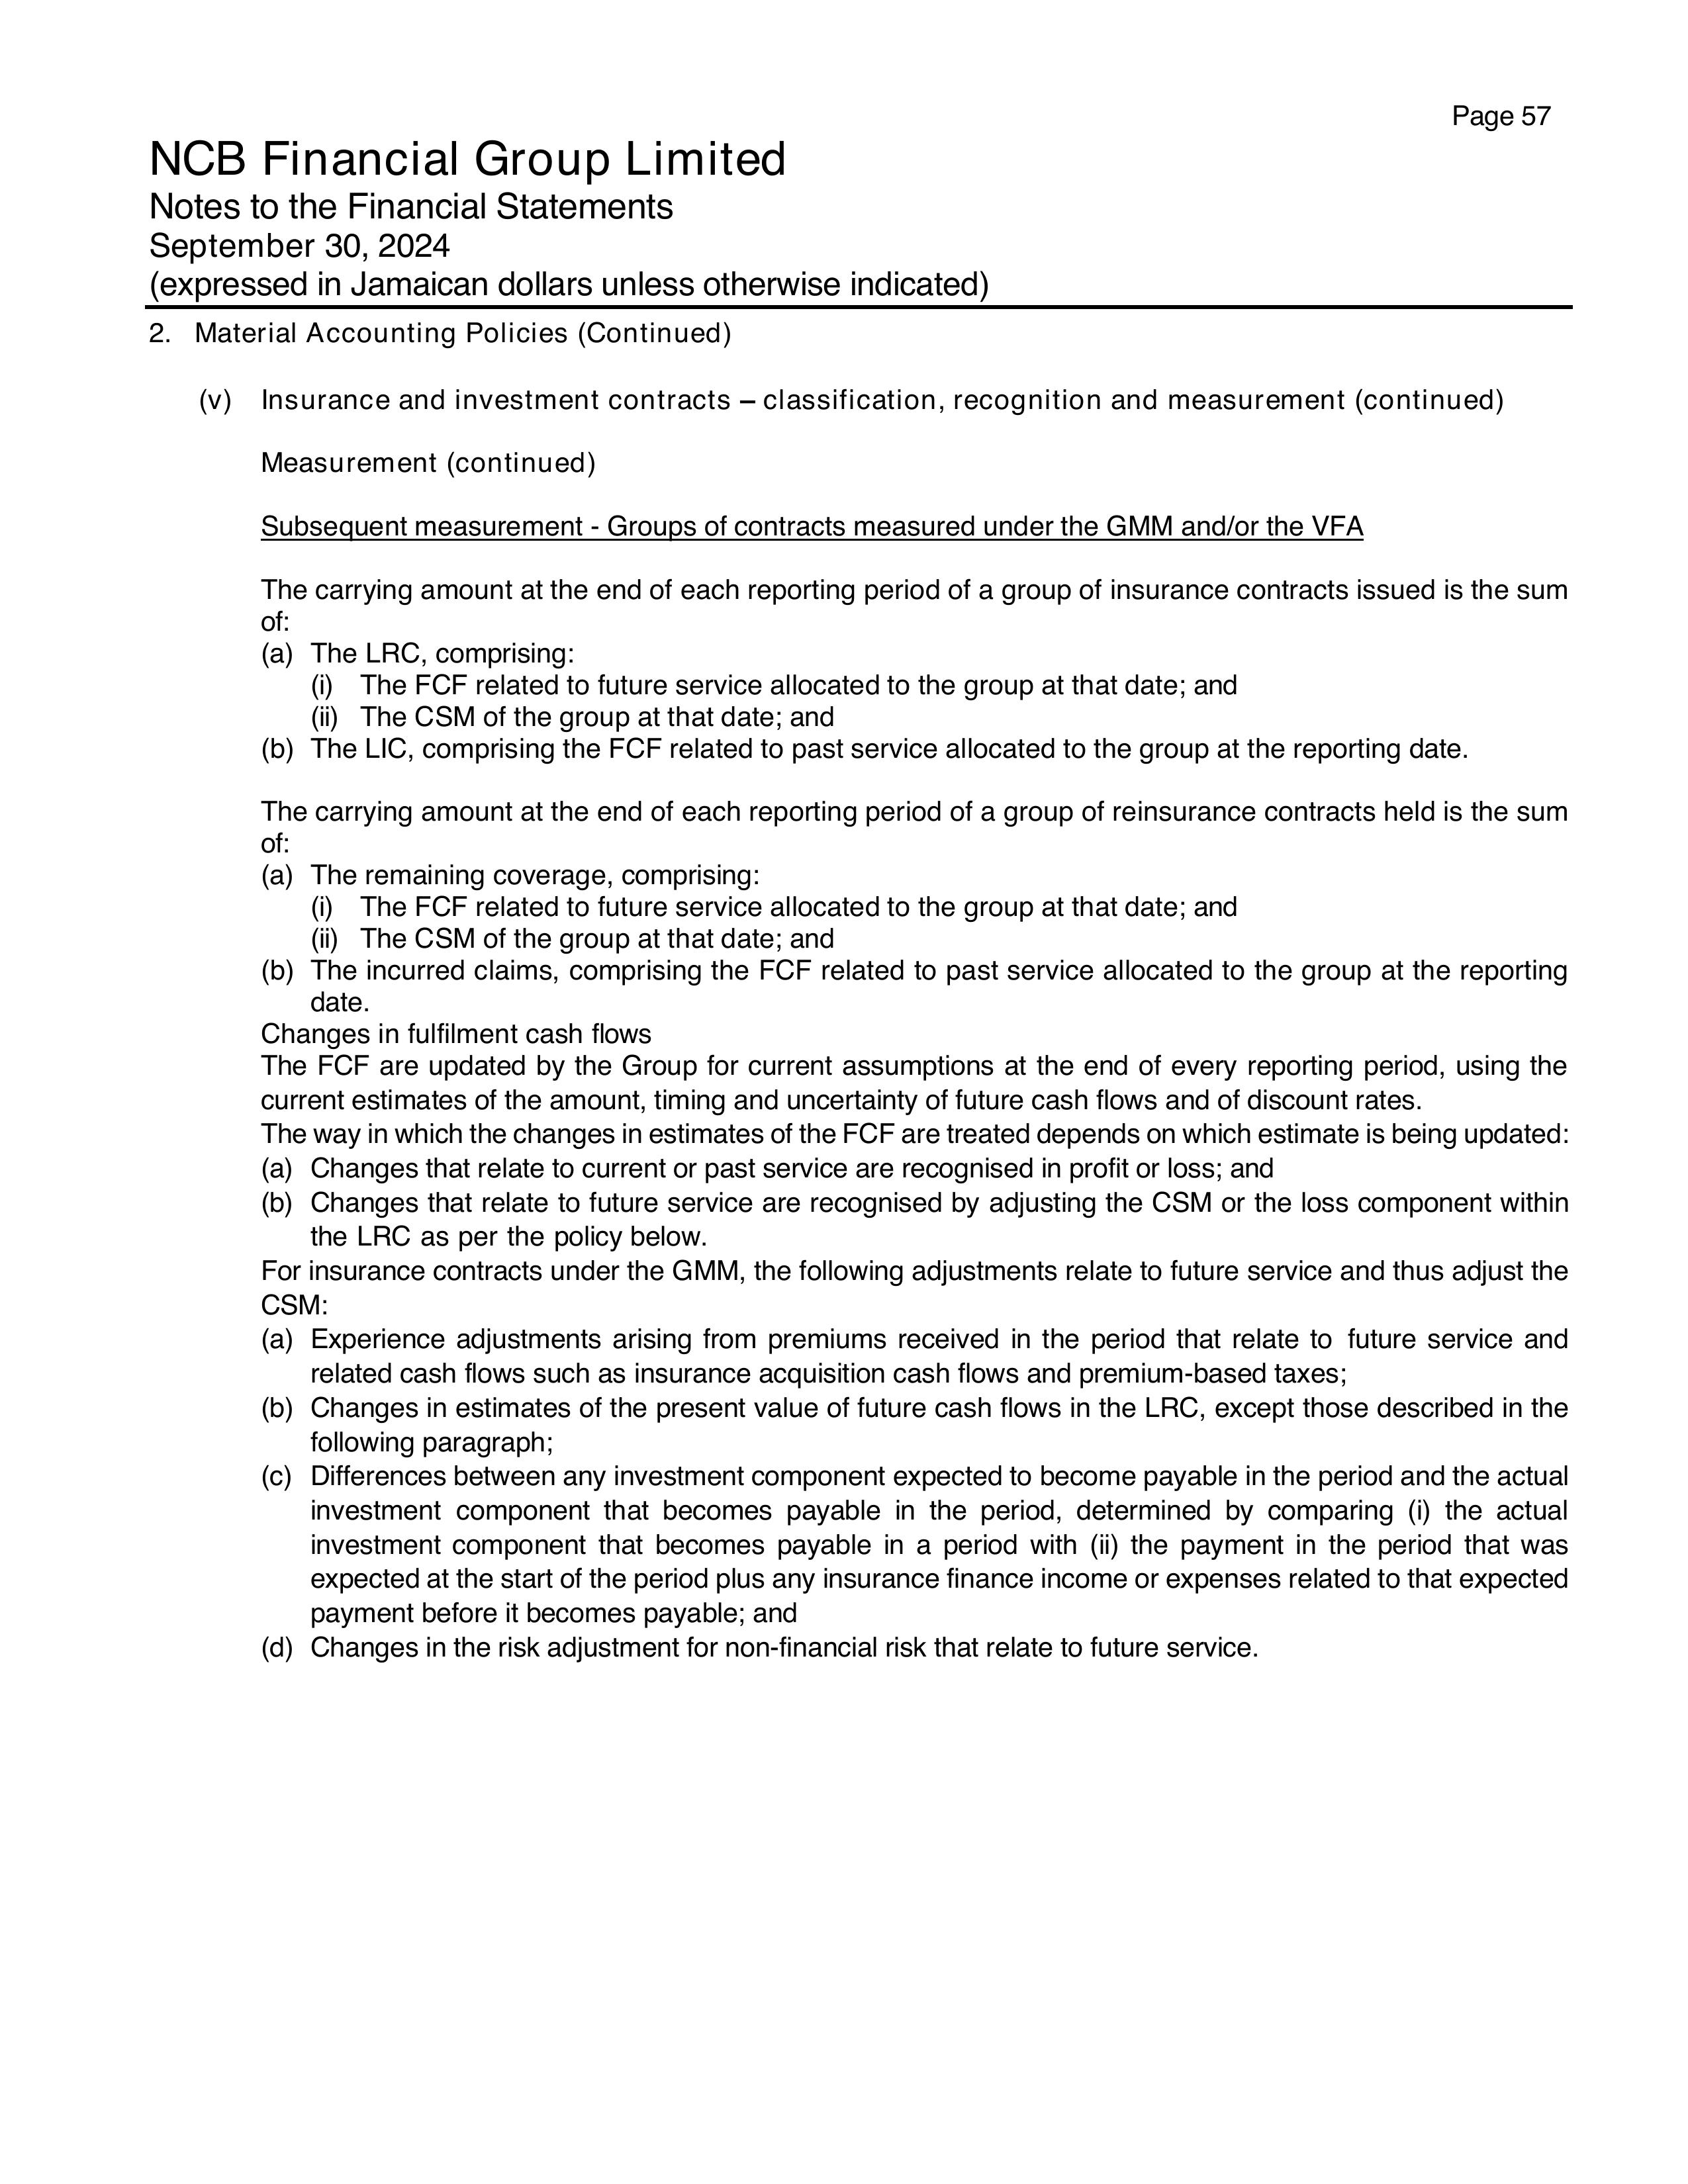 Page 57
NCB Financial Group Limited
Notes to the Financial Statements
September 30, 2024
(expressed in Jamaican dollars unless otherwise indicated)
2. Material Accounting Policies (Continued)
(v) Insurance and investment contracts – classification, recognition and measurement (continued)
Measurement (continued)
Subsequent measurement - Groups of contracts measured under the GMM and/or the VFA
The carrying amount at the end of each reporting period of a group of insurance contracts issued is the sum
of:
(a) The LRC, comprising:
(i) The FCF related to future service allocated to the group at that date; and
(ii) The CSM of the group at that date; and
(b) The LIC, comprising the FCF related to past service allocated to the group at the reporting date.
The carrying amount at the end of each reporting period of a group of reinsurance contracts held is the sum
of:
(a) The remaining coverage, comprising:
(i) The FCF related to future service allocated to the group at that date; and
(ii) The CSM of the group at that date; and
(b) The incurred claims, comprising the FCF related to past service allocated to the group at the reporting
date.
Changes in fulfilment cash flows
The FCF are updated by the Group for current assumptions at the end of every reporting period, using the
current estimates of the amount, timing and uncertainty of future cash flows and of discount rates.
The way in which the changes in estimates of the FCF are treated depends on which estimate is being updated:
(a) Changes that relate to current or past service are recognised in profit or loss; and
(b) Changes that relate to future service are recognised by adjusting the CSM or the loss component within
the LRC as per the policy below.
For insurance contracts under the GMM, the following adjustments relate to future service and thus adjust the
CSM:
(a) Experience adjustments arising from premiums received in the period that relate to future service and
related cash flows such as insurance acquisition cash flows and premium-based taxes;
(b) Changes in estimates of the present value of future cash flows in the LRC, except those described in the
following paragraph;
(c) Differences between any investment component expected to become payable in the period and the actual
investment component that becomes payable in the period, determined by comparing (i) the actual
investment component that becomes payable in a period with (ii) the payment in the period that was
expected at the start of the period plus any insurance finance income or expenses related to that expected
payment before it becomes payable; and
(d) Changes in the risk adjustment for non-financial risk that relate to future service.